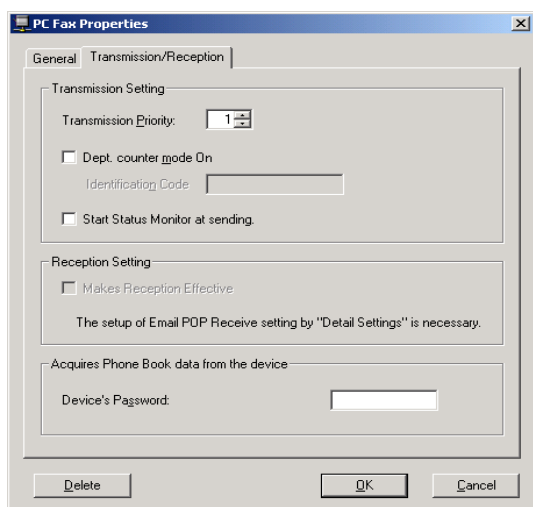 PC Fax Properties
General Transmission/Reception
Transmission Setting
Transmission Priority: 1
Dept. counter mode On
Identification Code
Start Status Monitor at sending.
Reception Setting
Makes Reception Effective
The setup of Email POP Receive setting by "Detail Settings" is necessary.
Acquires Phone Book data from the device
Device's Password:
Delete OK Cancel